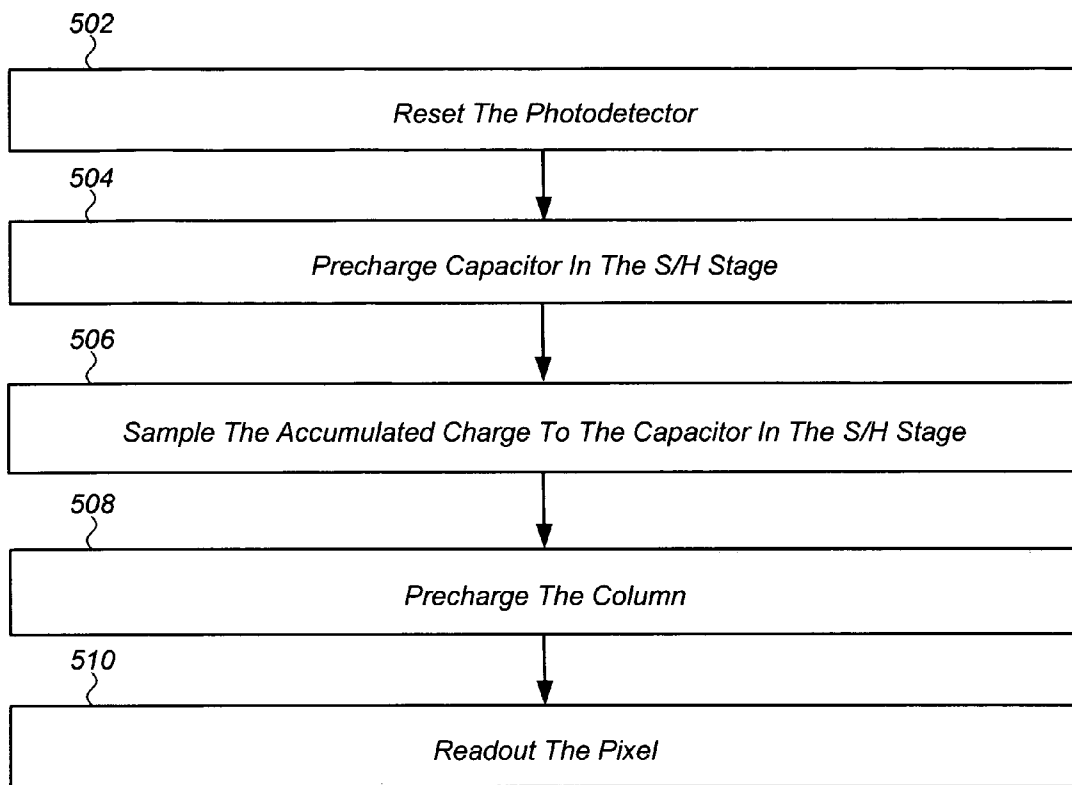 502
Reset The Photodetector
504
Precharge Capacitor In The S/H Stage
506
Sample The Accumulated Charge To The Capacitor In The S/H Stage
508
Precharge The Column
510
Readout The Pixel